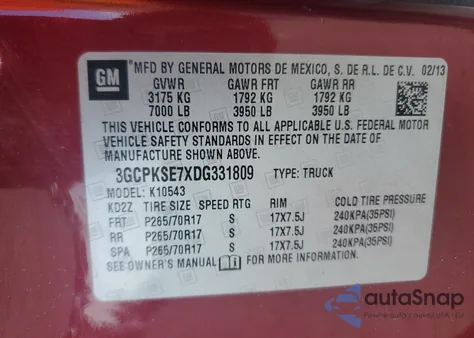 GM MFD BY GENERAL MOTORS DE MEXICO, S. DE R.L. DE C.V. 02/13
GVWR GAWR FRT GAWR RR
3175 KG 1792 KG 1792 KG
7000 LB 3950 LB 3950 LB
THIS VEHICLE CONFORMS TO ALL APPLICABLE U.S. FEDERAL MOTOR
VEHICLE SAFETY STANDARDS IN EFFECT ON THE DATE OF
MANUFACTURE SHOWN ABOVE.
3GCPKSE7XDG331809 TYPE: TRUCK
MODEL: K10543
KD2Z TIRE SIZE SPEED RTG RIM COLD TIRE PRESSURE
FRT P265/70R17 S 17X7.5J 240KPA(35PSI)
RR P265/70R17 S 17X7.5J 240KPA(35PSI)
SPA P265/70R17 S 17X7.5J 240KPA(35PSI)
SEE OWNER'S MANUAL FOR MORE INFORMATION.
autoSnap
POWERED BY CARS